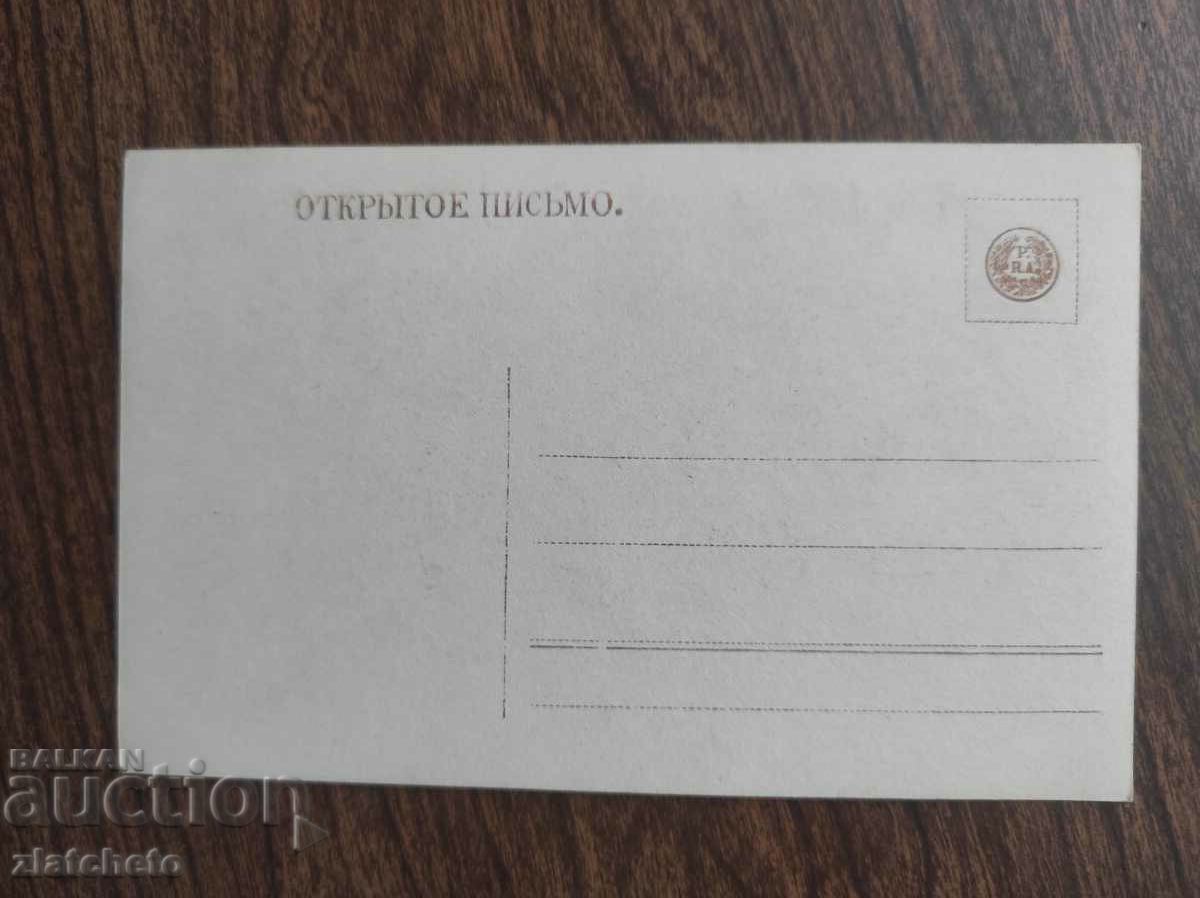 ОТКРЫТОЕ ПИСЬМО.
P.
R.A.
BALKAN
auction
zlatcheto